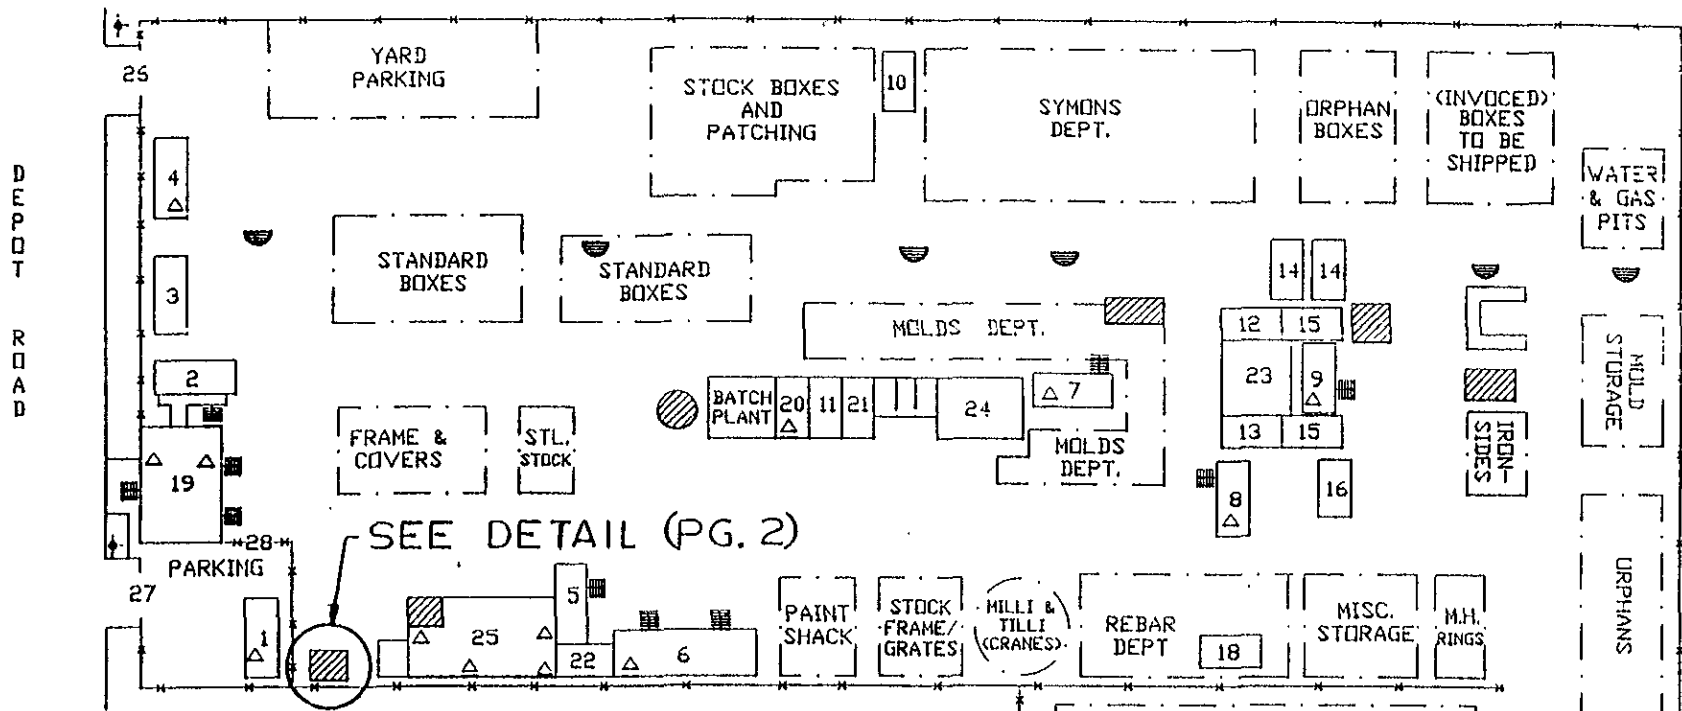 YARD
PARKING
26
STOCK BOXES
AND
PATCHING
10
SYMONS
DEPT.
ORPHAN
BOXES
(INVOCED)
BOXES
TO BE
SHIPPED
WATER
& GAS
PITS
DEPOT ROAD
4
3
STANDARD
BOXES
STANDARD
BOXES
MOLDS DEPT.
14
14
12
15
23
9
13
15
MOLD
STORAGE
2
BATCH
PLANT
20
11
21
24
7
MOLDS
DEPT.
FRAME &
COVERS
STL.
STOCK
19
8
16
IRON-
SIDES
SEE DETAIL (PG. 2)
28
PARKING
27
1
25
5
22
6
PAINT
SHACK
STOCK
FRAME/
GRATES
MILLI &
TILLI
(CRANES)
REBAR
DEPT
18
MISC.
STORAGE
M.H.
RINGS
ORPHANS